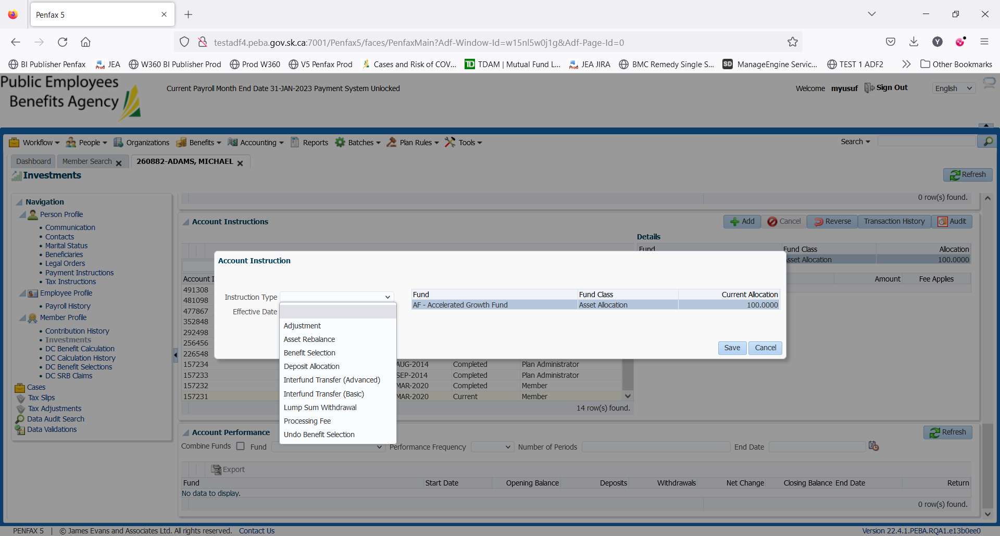 Penfax 5
testadf4.peba.gov.sk.ca:7001/Penfax5/faces/PenfaxMain?Adf-Window-Id=w15nl5w0j1g&Adf-Page-Id=0
Y
BI Publisher Penfax JEA W360 BI Publisher Prod Prod W360 V5 Penfax Prod Cases and Risk of COV... TD TDAM | Mutual Fund L... JEA JIRA BMC Remedy Single S... SD ManageEngine Servic... TEST 1 ADF2 Other Bookmarks
Public Employees
Benefits Agency
Current Payroll Month End Date 31-JAN-2023 Payment System Unlocked
Welcome myusuf Sign Out English
Workflow People Organizations Benefits Accounting Reports Batches Plan Rules Tools Search
Dashboard Member Search 260882-ADAMS, MICHAEL
Investments Refresh
Navigation
Person Profile
Communication
Contacts
Marital Status
Beneficiaries
Legal Orders
Payment Instructions
Tax Instructions
Employee Profile
Payroll History
Member Profile
Contribution History
Investments
DC Benefit Calculation
DC Calculation History
DC Benefit Selections
DC SRB Claims
Cases
Tax Slips
Tax Adjustments
Data Audit Search
Data Validations
0 row(s) found.
Account Instructions Add Cancel Reverse Transaction History Audit
Details
Fund Fund Class Allocation
Asset Allocation 100.0000
Amount Fee Applies
Account I
491308
481098
477867
352848
292498
256456
226548
157234 AUG-2014 Completed Plan Administrator
157233 SEP-2014 Completed Plan Administrator
157232 MAR-2020 Completed Member
157231 MAR-2020 Current Member
14 row(s) found.
Account Instruction
Instruction Type
Effective Date
Adjustment
Asset Rebalance
Benefit Selection
Deposit Allocation
Interfund Transfer (Advanced)
Interfund Transfer (Basic)
Lump Sum Withdrawal
Processing Fee
Undo Benefit Selection
Fund Fund Class Current Allocation
AF - Accelerated Growth Fund Asset Allocation 100.0000
Save Cancel
Account Performance Refresh
Combine Funds Fund Performance Frequency Number of Periods End Date
Export
Fund Start Date Opening Balance Deposits Withdrawals Net Change Closing Balance End Date Return
No data to display.
0 row(s) found.
PENFAX 5 | © James Evans and Associates Ltd. All rights reserved. Contact Us Version 22.4.1.PEBA.RQA1.e13b0ee0